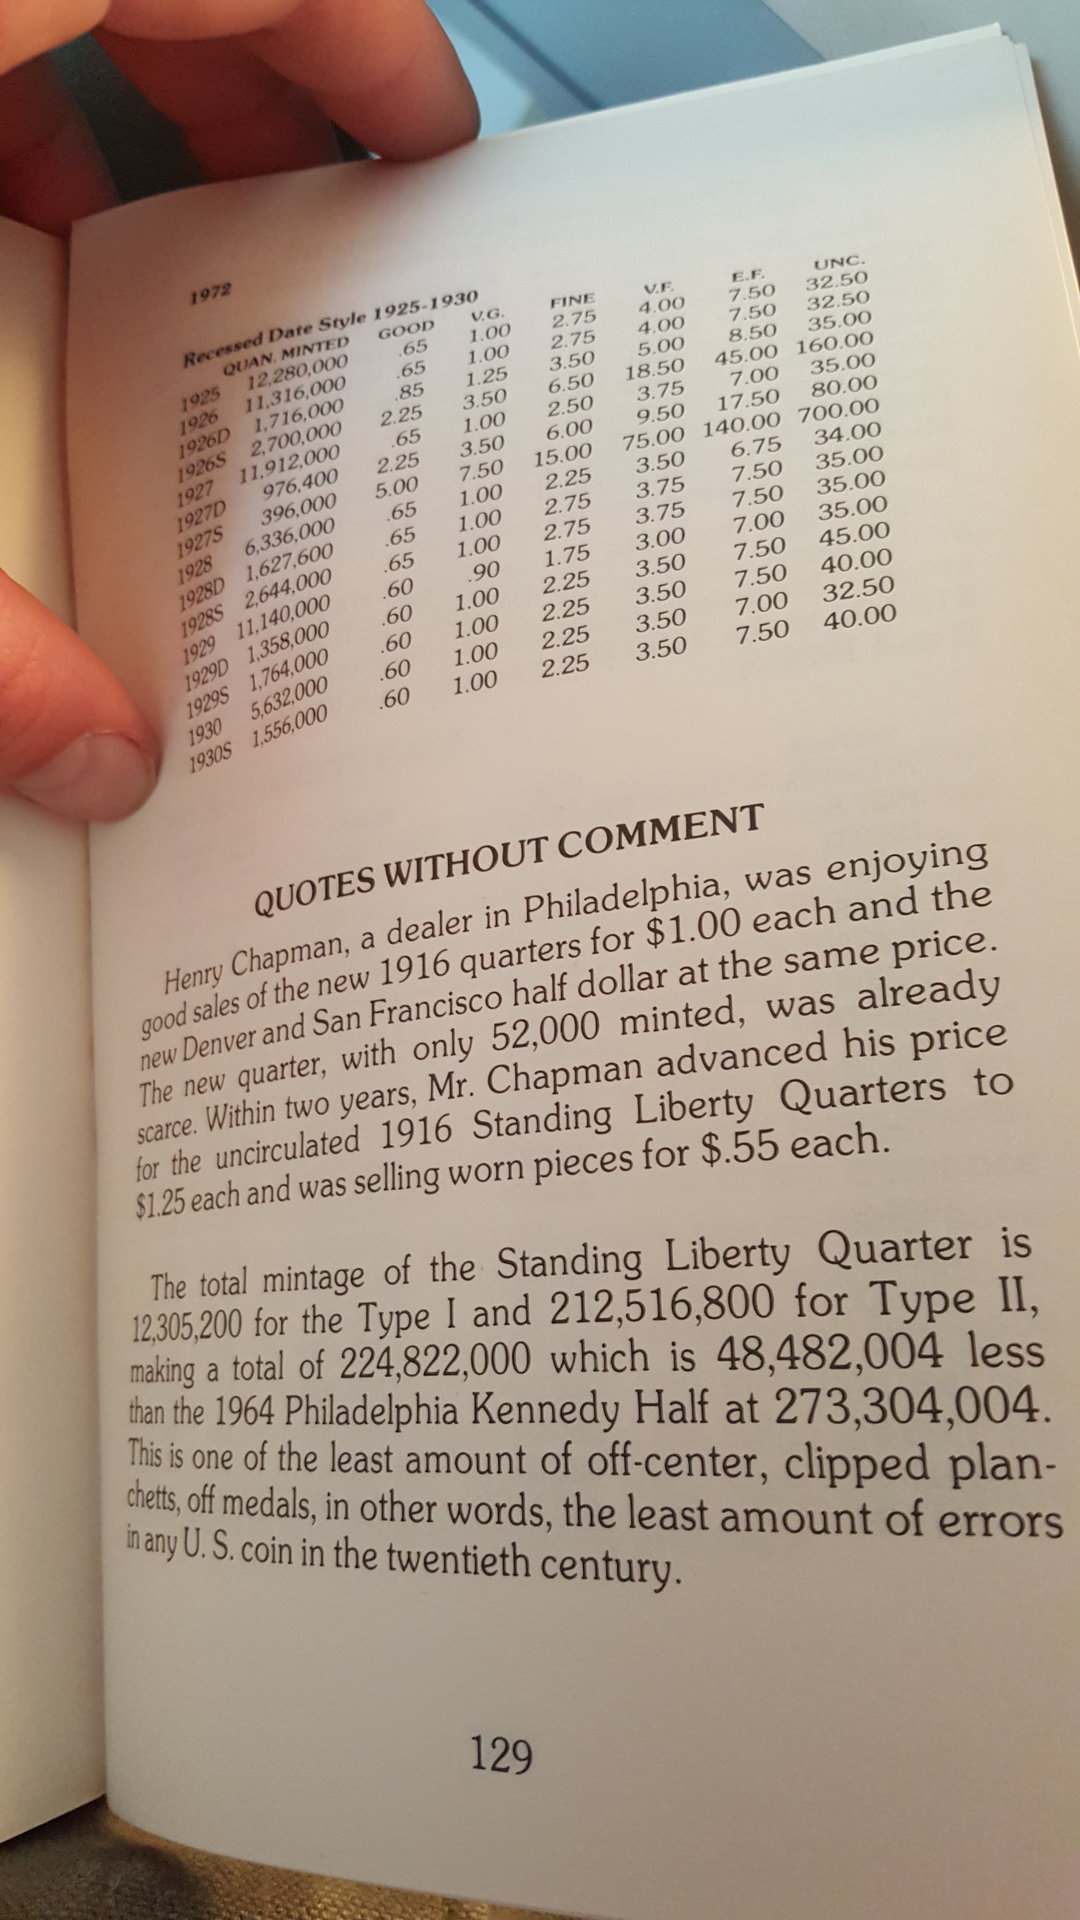 1972
Recessed Date Style 1925-1930
QUAN. MINTED GOOD V.G. FINE V.F. E.F. UNC.
1925 12,280,000 .65 1.00 2.75 4.00 7.50 32.50
1926 11,316,000 .65 1.00 2.75 4.00 7.50 32.50
1926D 1,716,000 .85 1.25 3.50 5.00 8.50 35.00
1926S 2,700,000 2.25 3.50 6.50 18.50 45.00 160.00
1927 11,912,000 .65 1.00 2.50 3.75 7.00 35.00
1927D 976,400 2.25 3.50 6.00 9.50 17.50 80.00
1927S 396,000 5.00 7.50 15.00 75.00 140.00 700.00
1928 6,336,000 .65 1.00 2.25 3.50 6.75 34.00
1928D 1,627,600 .65 1.00 2.75 3.75 7.50 35.00
1928S 2,644,000 .65 1.00 2.75 3.75 7.50 35.00
1929 11,140,000 .60 .90 1.75 3.00 7.00 35.00
1929D 1,358,000 .60 1.00 2.25 3.50 7.50 45.00
1929S 1,764,000 .60 1.00 2.25 3.50 7.50 40.00
1930 5,632,000 .60 1.00 2.25 3.50 7.00 32.50
1930S 1,556,000 .60 1.00 2.25 3.50 7.50 40.00
QUOTES WITHOUT COMMENT
Henry Chapman, a dealer in Philadelphia, was enjoying
good sales of the new 1916 quarters for $1.00 each and the
new Denver and San Francisco half dollar at the same price.
The new quarter, with only 52,000 minted, was already
scarce. Within two years, Mr. Chapman advanced his price
for the uncirculated 1916 Standing Liberty Quarters to
$1.25 each and was selling worn pieces for $.55 each.
The total mintage of the Standing Liberty Quarter is
12,305,200 for the Type I and 212,516,800 for Type II,
making a total of 224,822,000 which is 48,482,004 less
than the 1964 Philadelphia Kennedy Half at 273,304,004.
This is one of the least amount of off-center, clipped plan-
chetts, off medals, in other words, the least amount of errors
in any U. S. coin in the twentieth century.
129